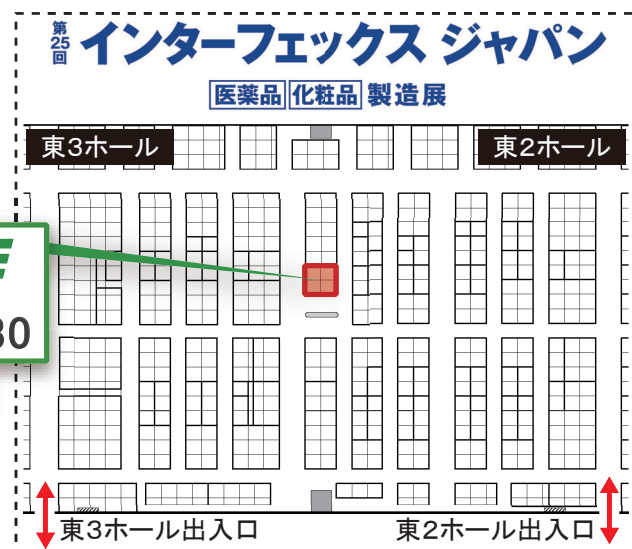 第25回
インターフェックス ジャパン
医薬品 化粧品 製造展
東3ホール
東2ホール
東3ホール出入口
東2ホール出入口